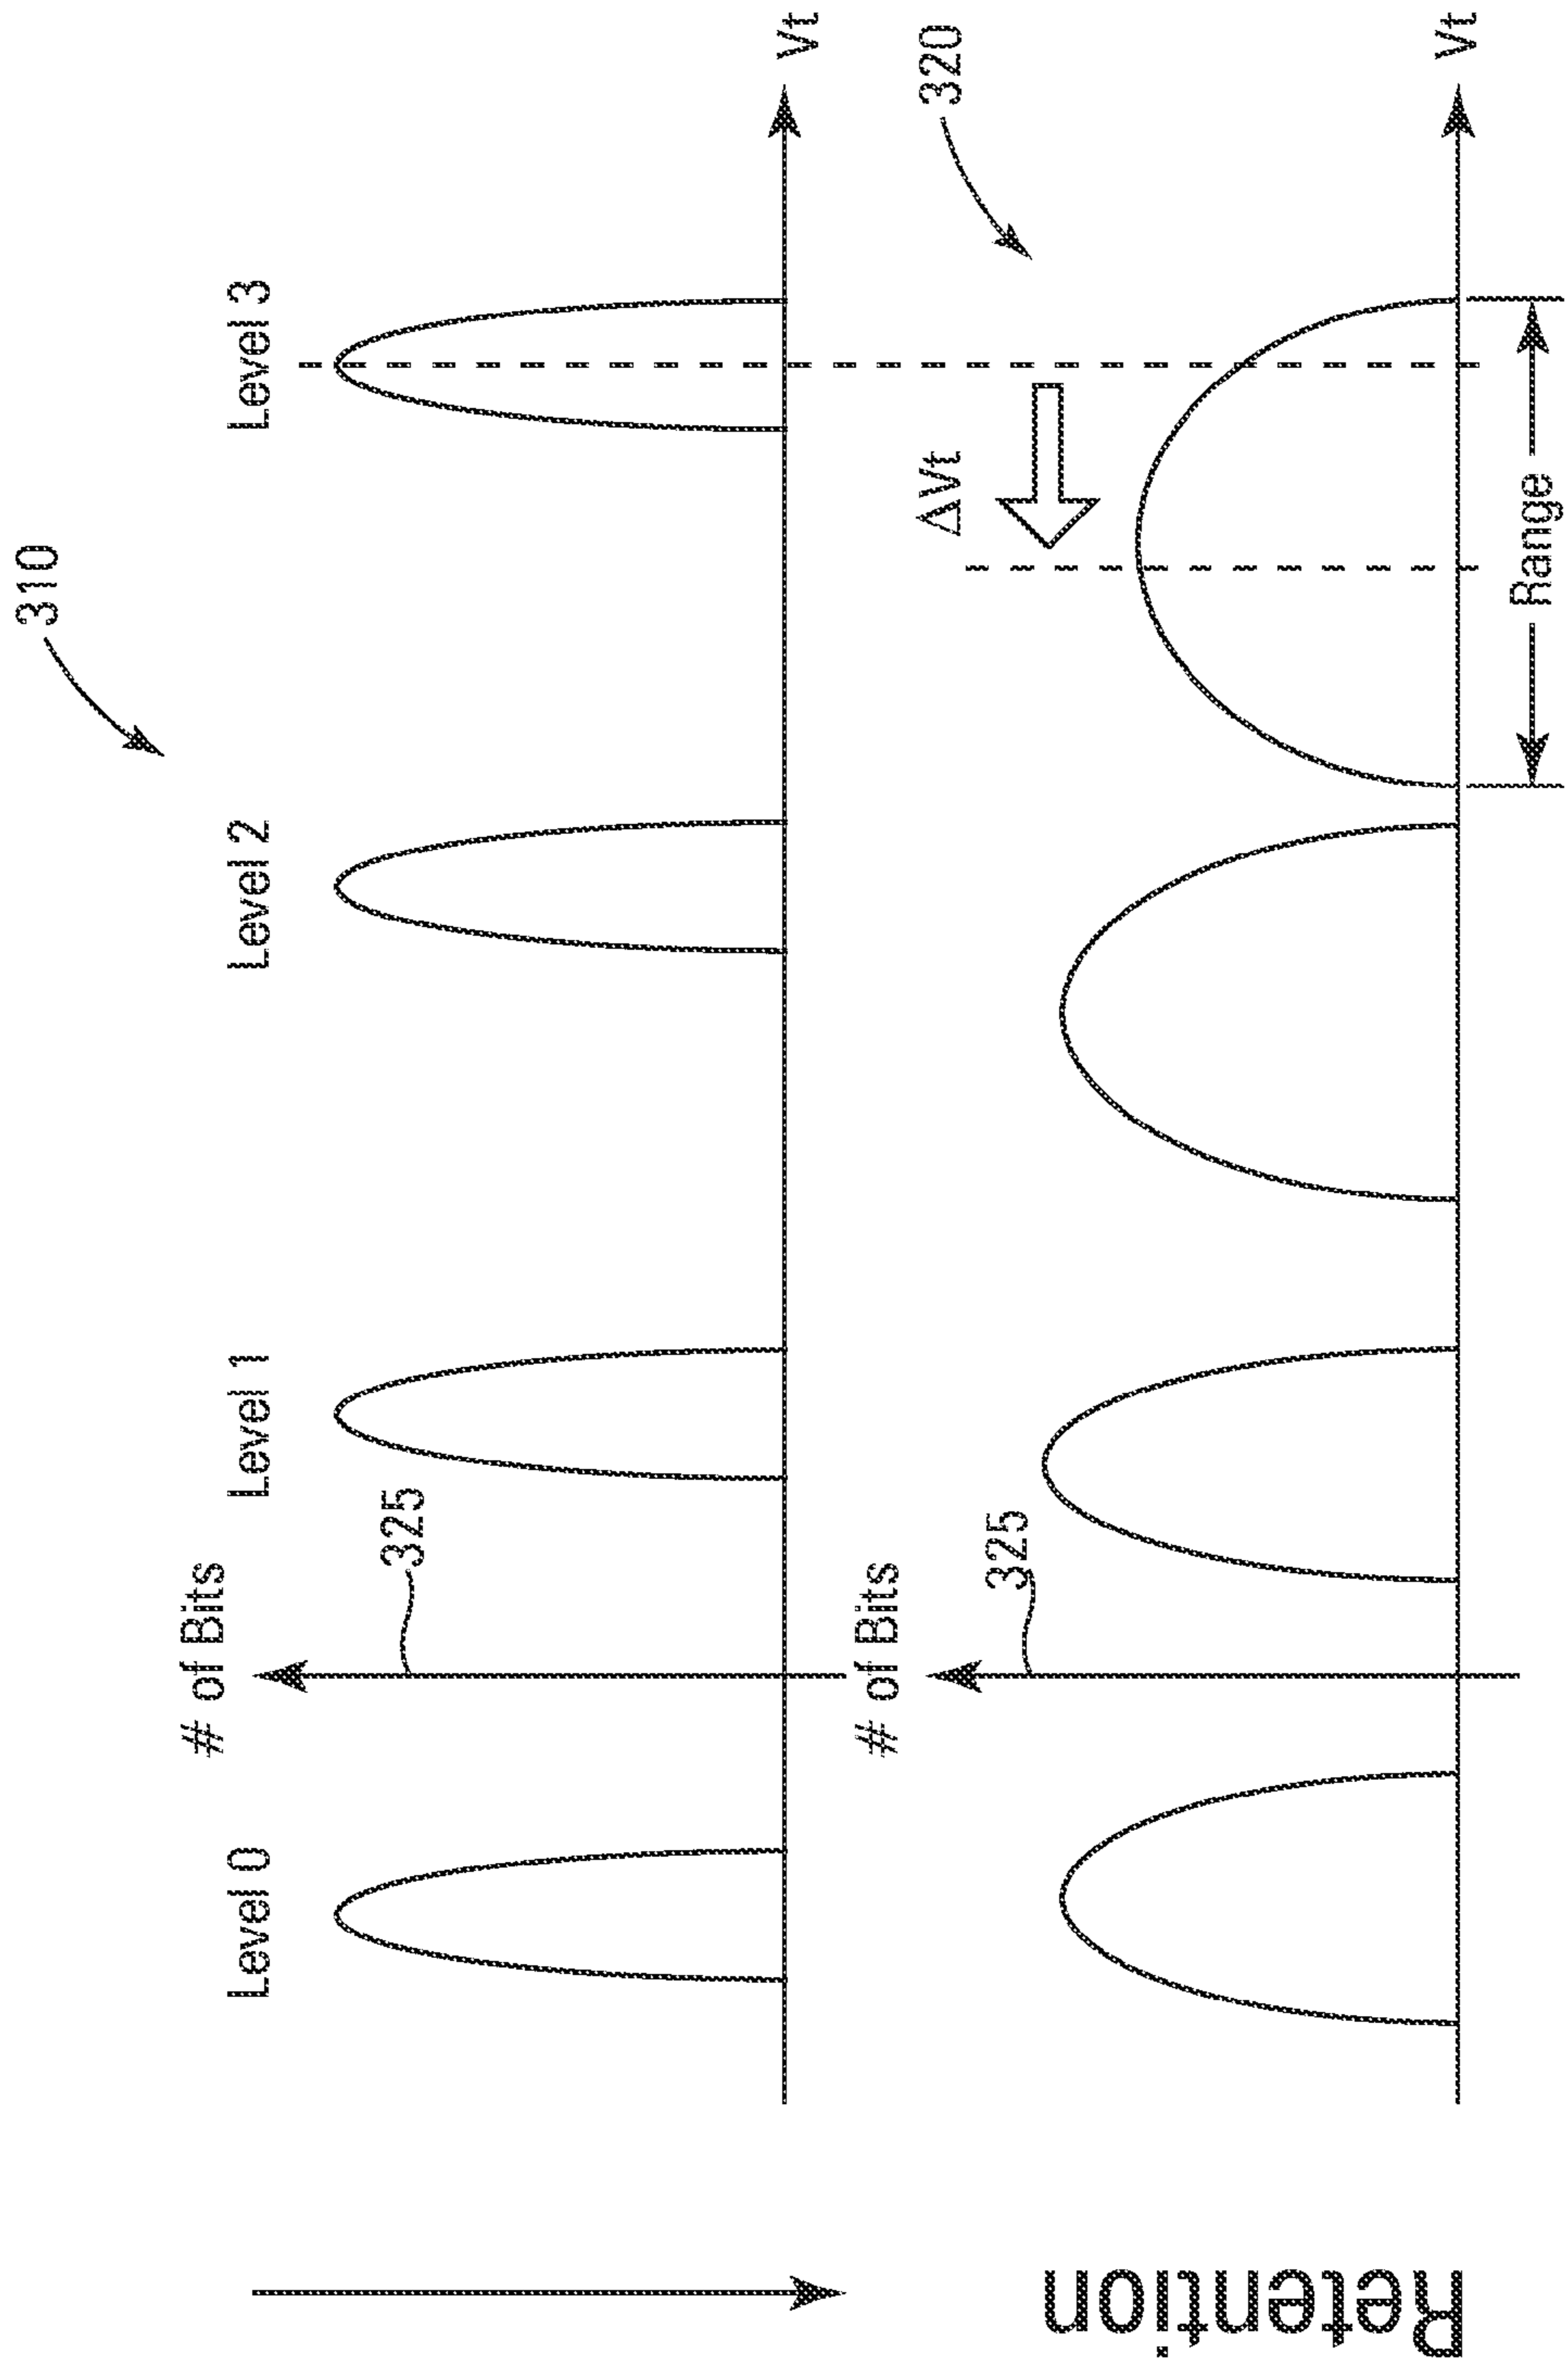 310
Level 0
Level 1
Level 2
Level 3
# of Bits
325
Vt
320
ΔVt
# of Bits
325
Vt
Range
Retention